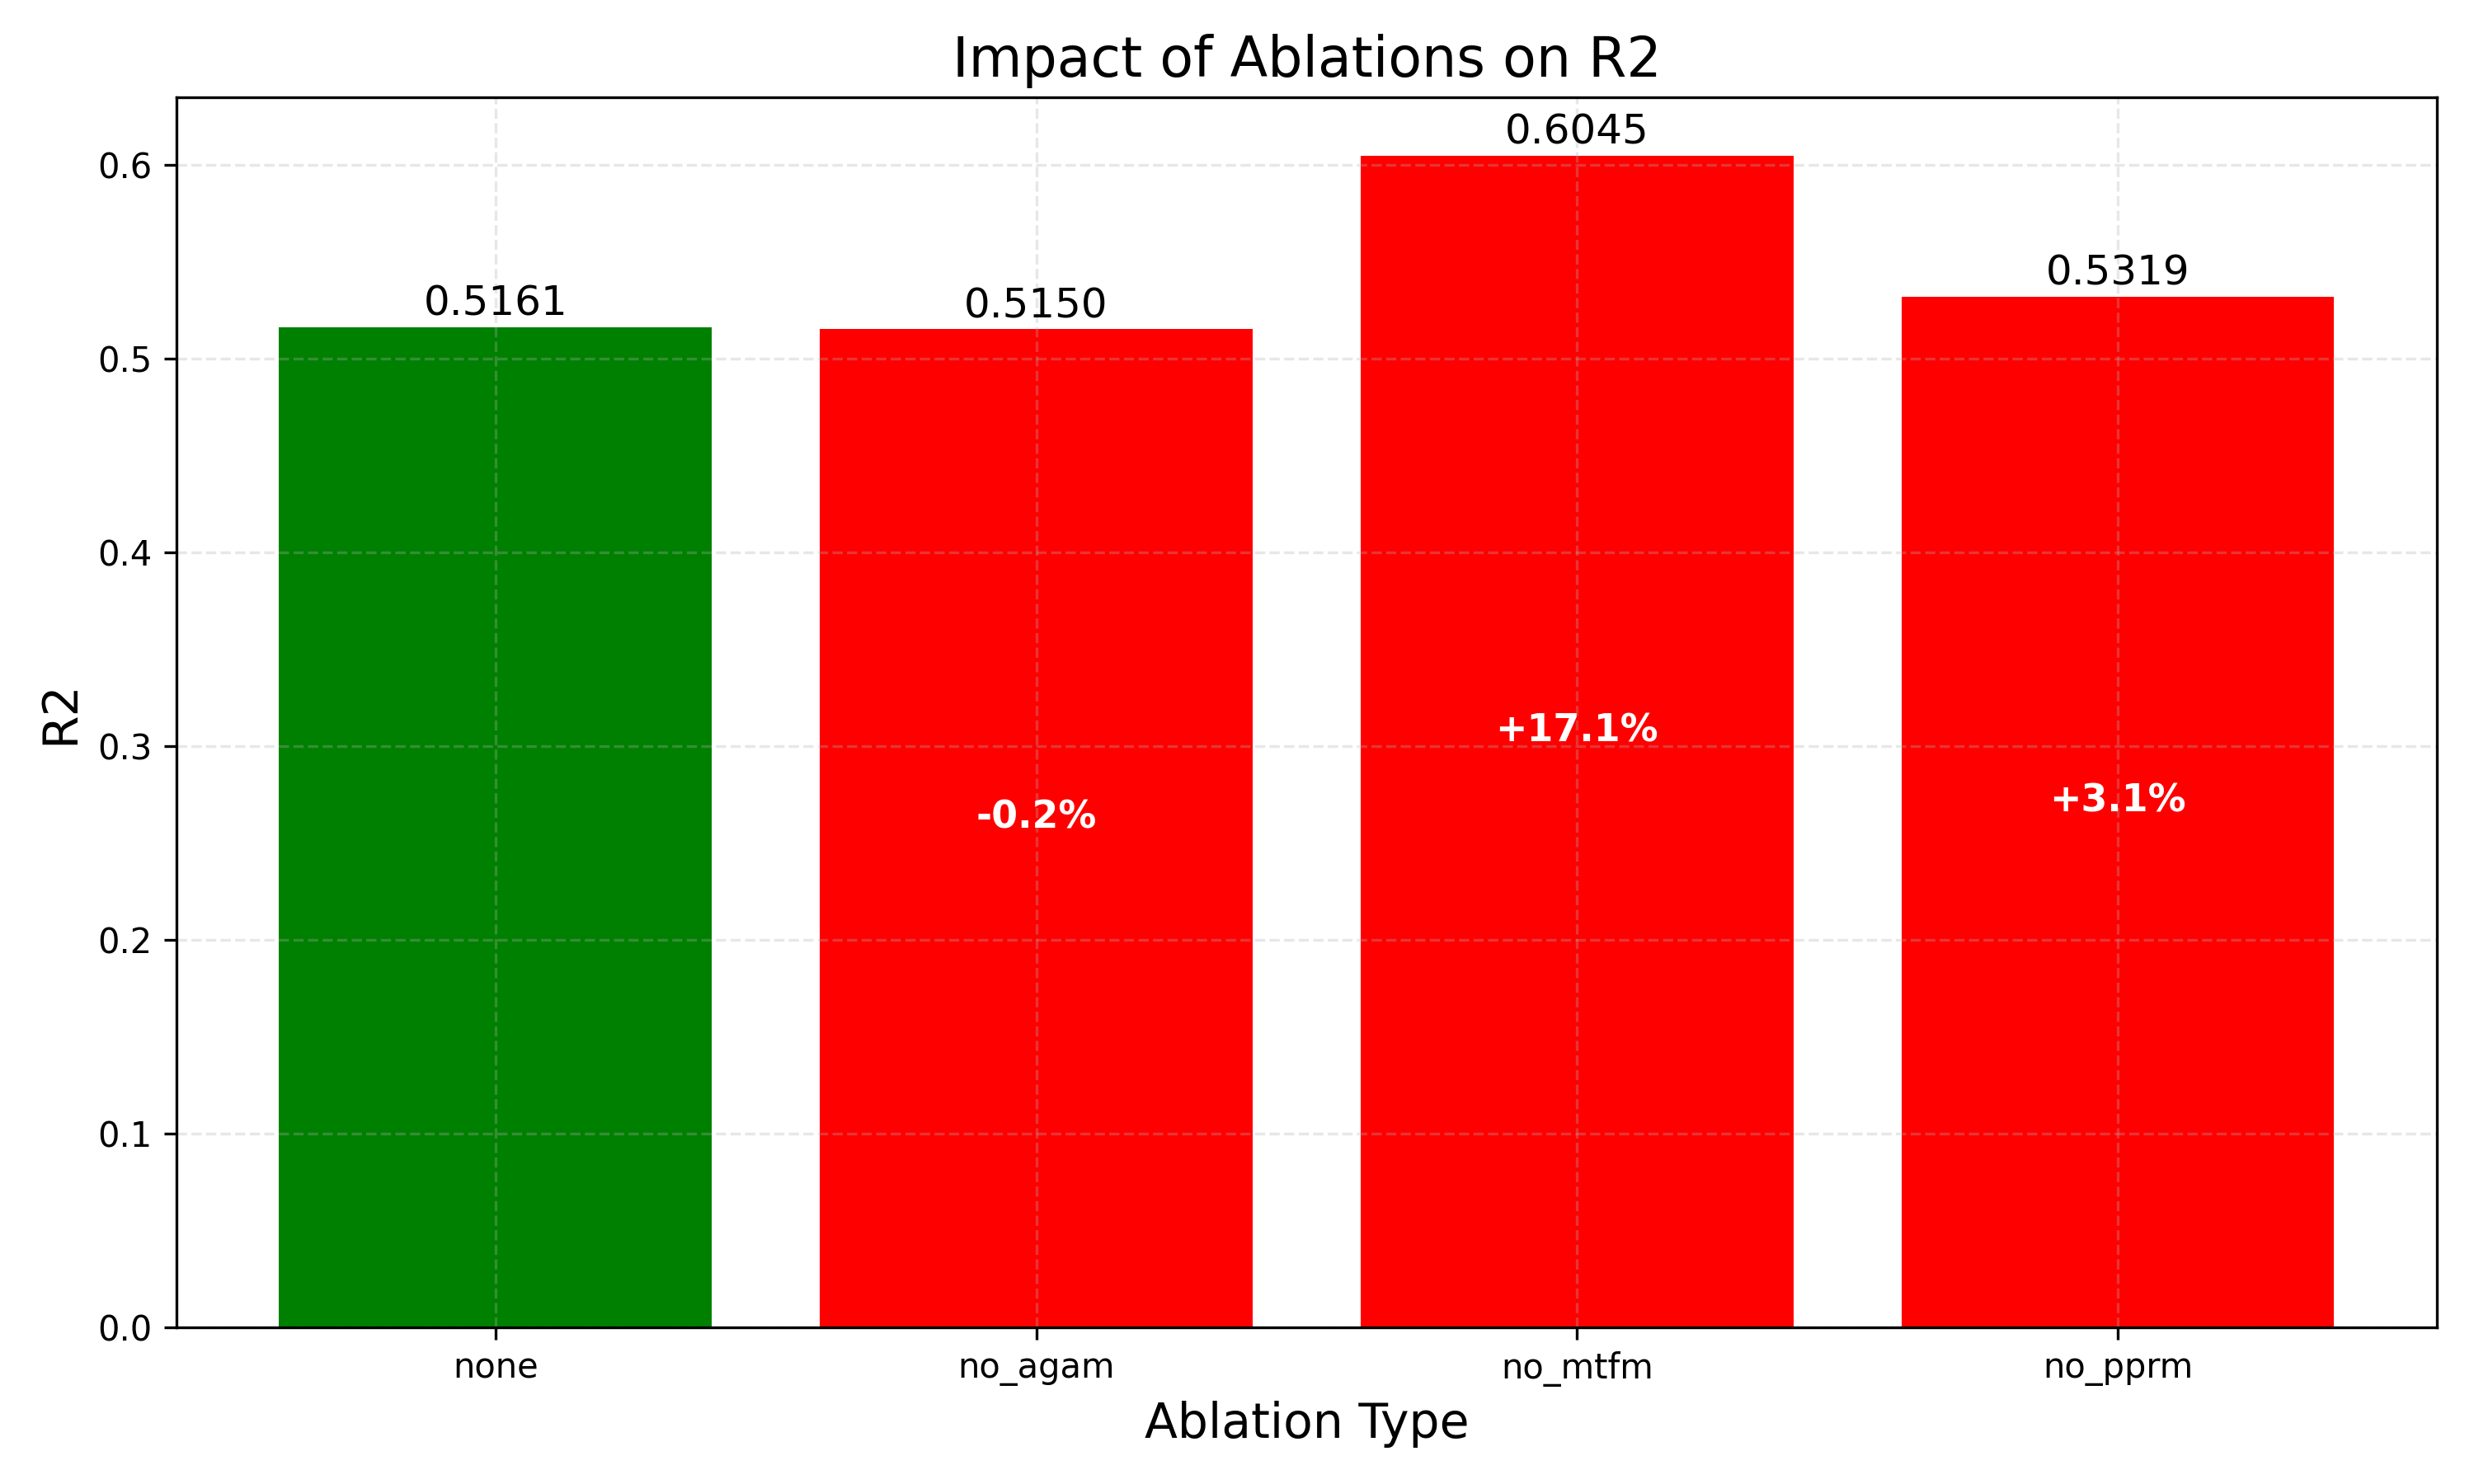 Impact of Ablations on R2
R2
0.6
0.5
0.4
0.3
0.2
0.1
0.0
0.5161
0.5150
0.6045
0.5319
-0.2%
+17.1%
+3.1%
none
no_agam
no_mtfm
no_pprm
Ablation Type